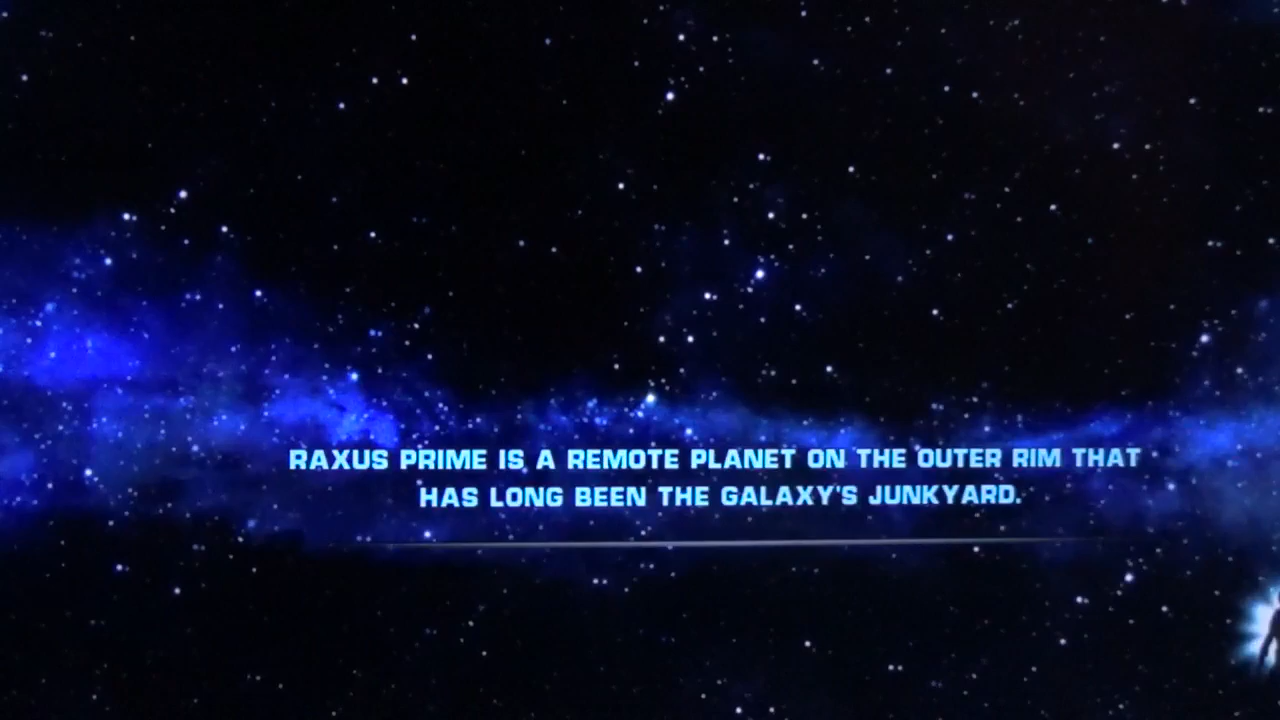 RAXUS PRIME IS A REMOTE PLANET ON THE OUTER RIM THAT
HAS LONG BEEN THE GALAXY'S JUNKYARD.